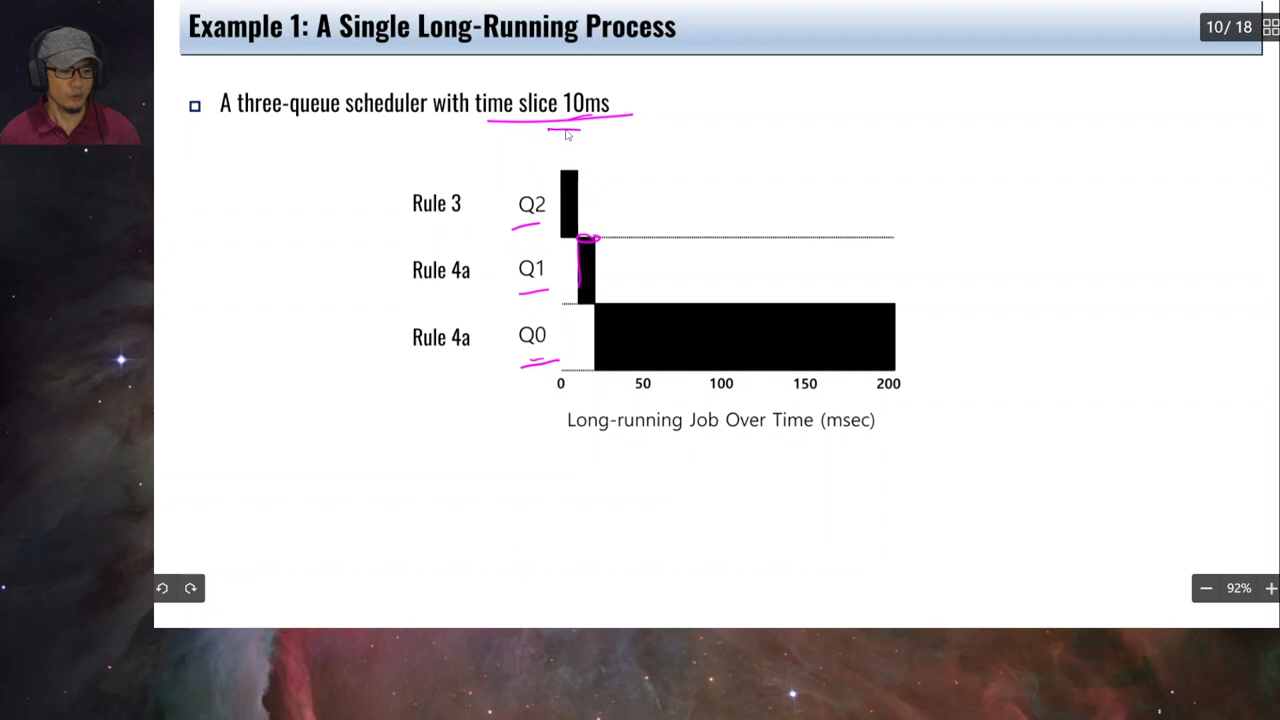 Example 1: A Single Long-Running Process
10/ 18
A three-queue scheduler with time slice 10ms
Rule 3 Q2
Rule 4a Q1
Rule 4a Q0
0 50 100 150 200
Long-running Job Over Time (msec)
92%